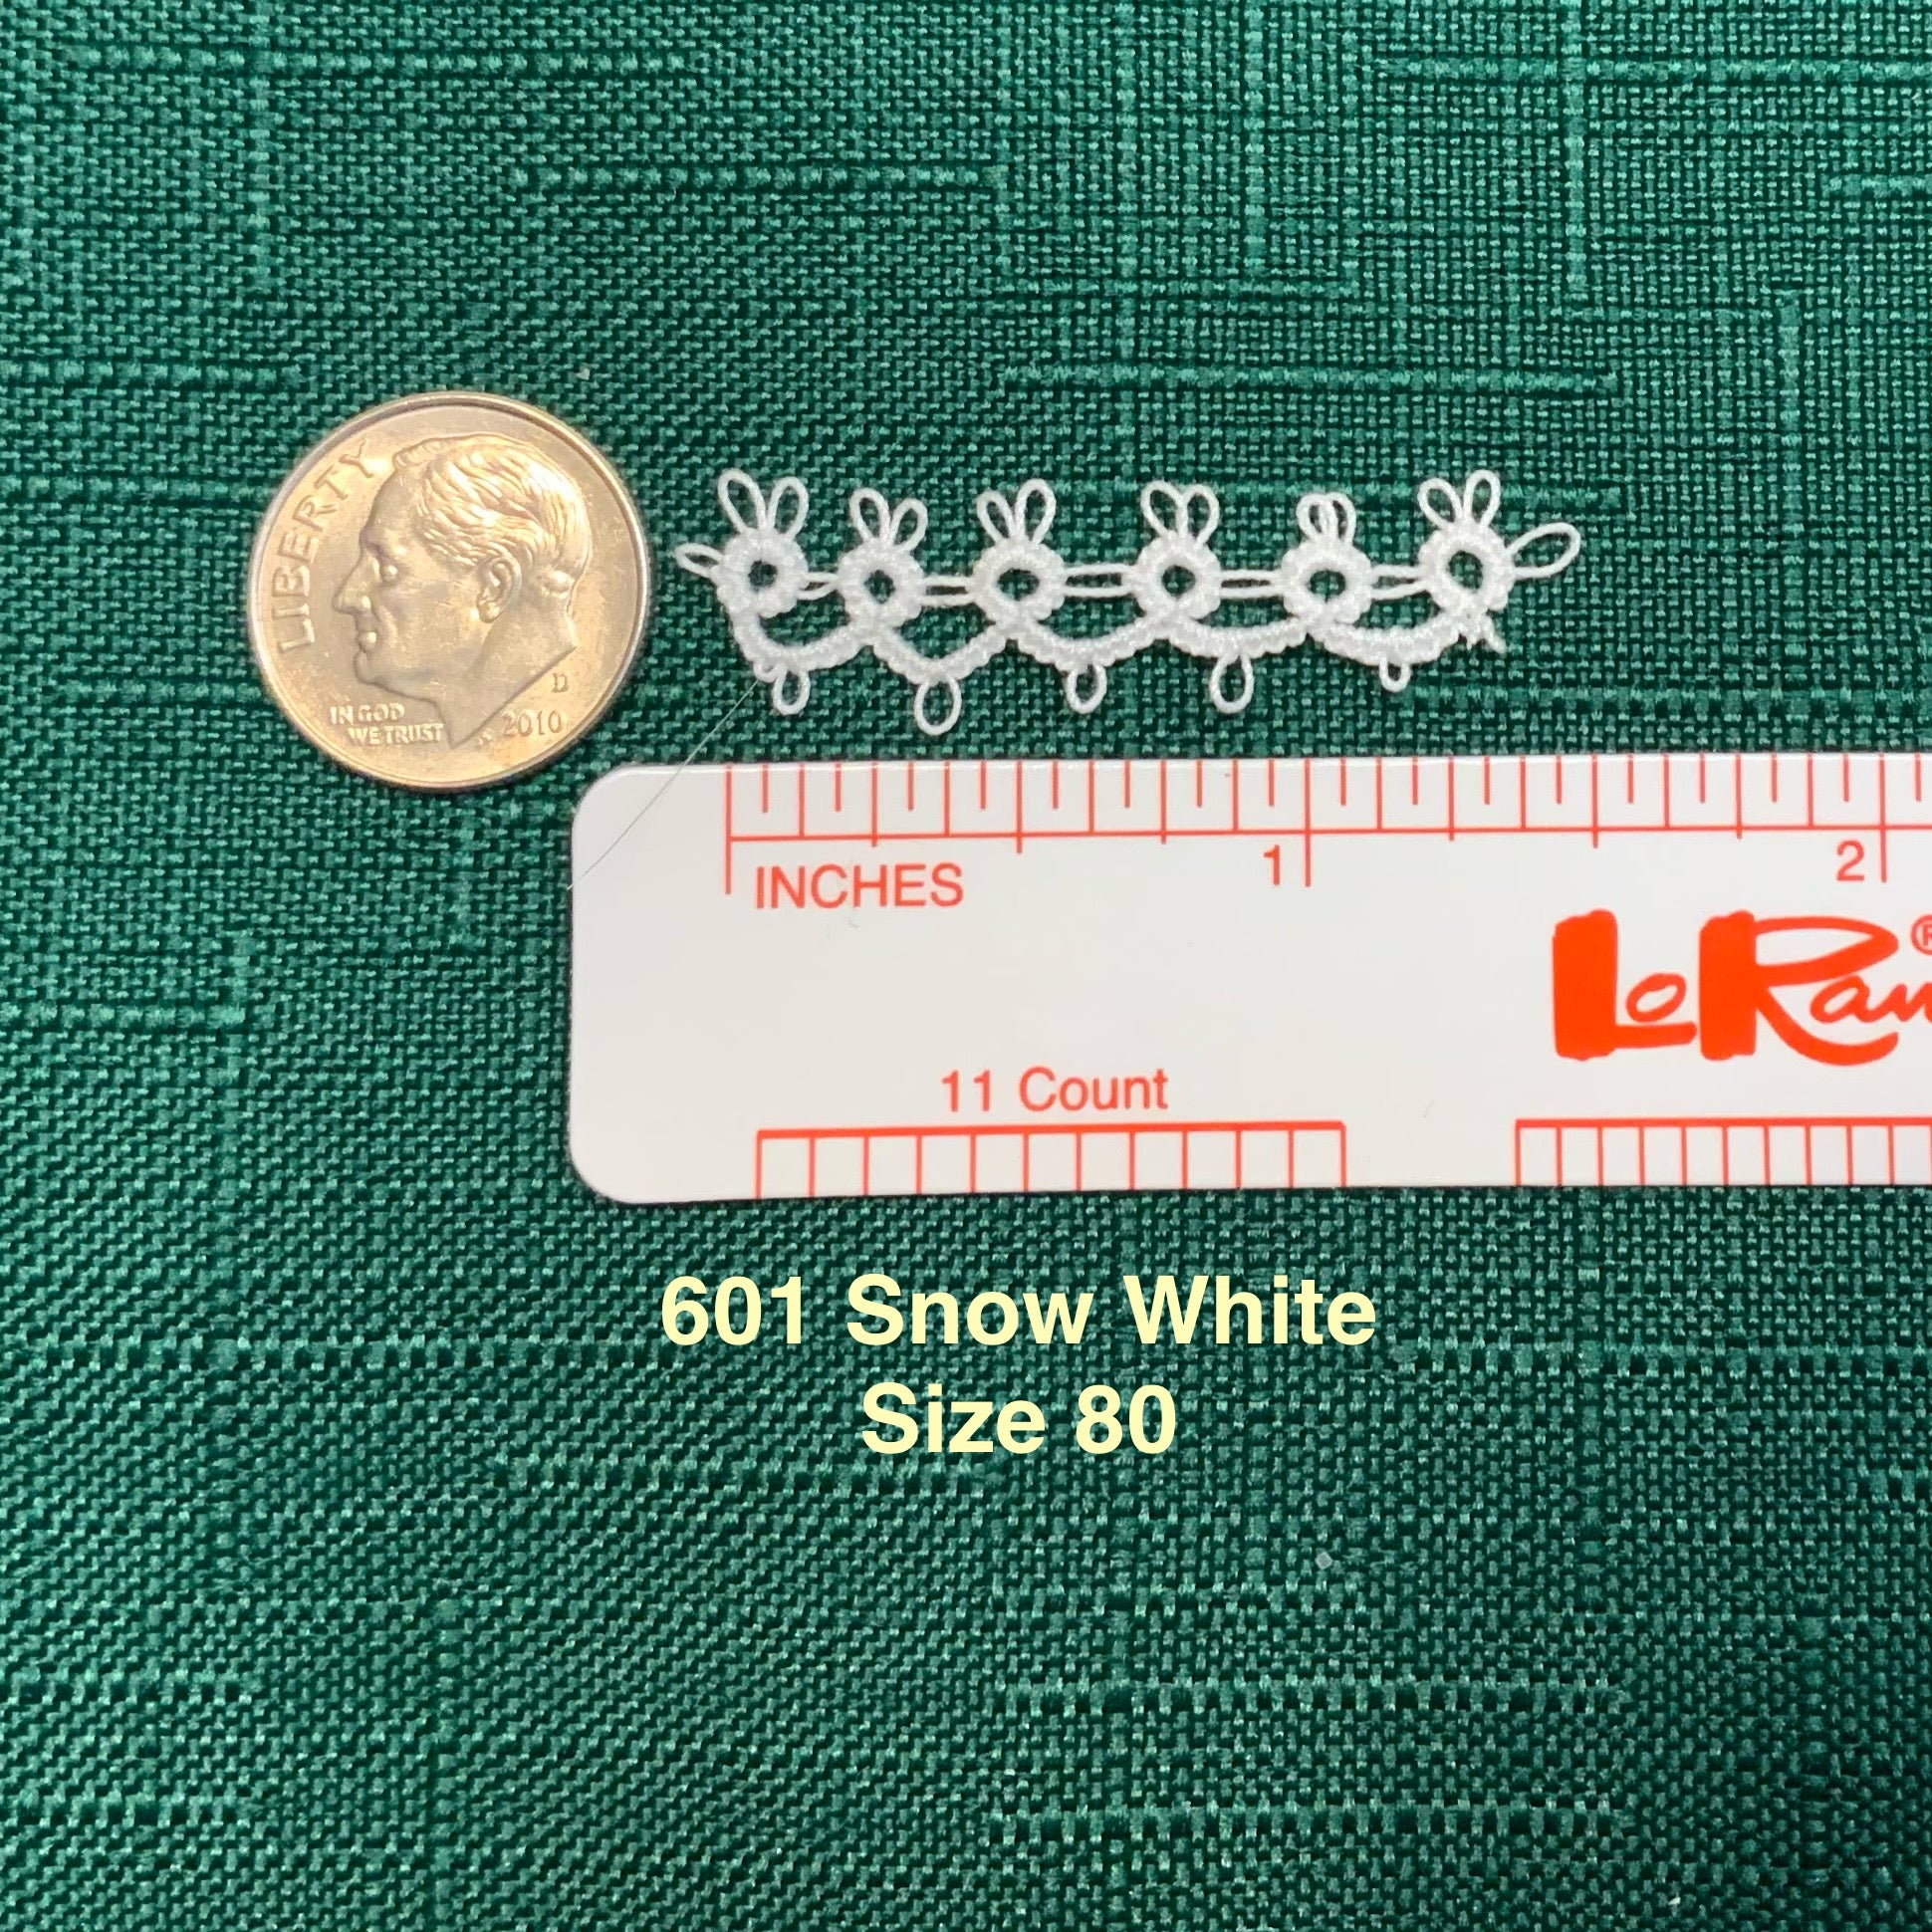 LIBERTY
IN GOD
WE TRUST
D
2010
INCHES
1
2
LoRan
®
11 Count
601 Snow White
Size 80